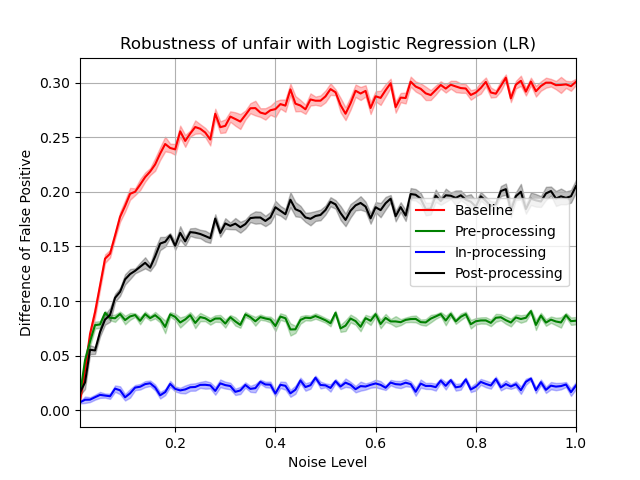 Robustness of unfair with Logistic Regression (LR)
Difference of False Positive
0.30
0.25
0.20
0.15
0.10
0.05
0.00
Baseline
Pre-processing
In-processing
Post-processing
0.2 0.4 0.6 0.8 1.0
Noise Level